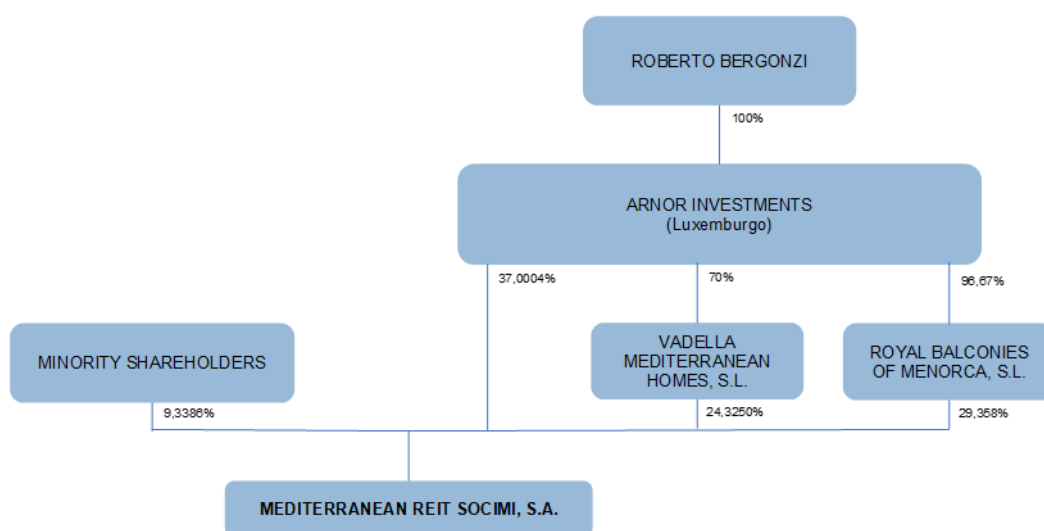 ROBERTO BERGONZI
100%
ARNOR INVESTMENTS
(Luxemburgo)
37,0004%
70%
96,67%
MINORITY SHAREHOLDERS
VADELLA
MEDITERRANEAN
HOMES, S.L.
ROYAL BALCONIES
OF MENORCA, S.L.
9,3386%
24,3250%
29,358%
MEDITERRANEAN REIT SOCIMI, S.A.